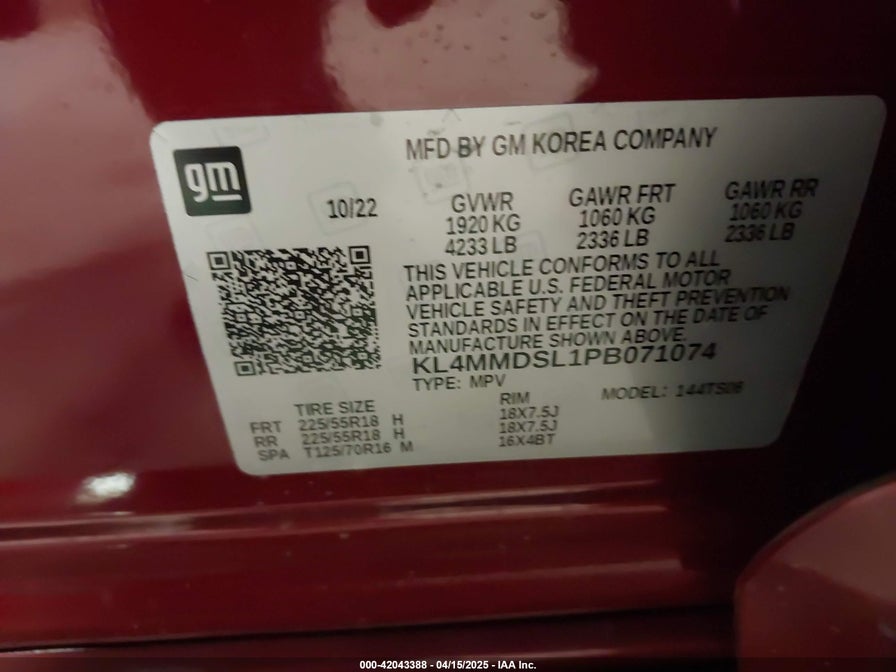 gm
MFD BY GM KOREA COMPANY
10/22
GVWR GAWR FRT GAWR RR
1920 KG 1060 KG 1060 KG
4233 LB 2336 LB 2336 LB
THIS VEHICLE CONFORMS TO ALL
APPLICABLE U.S. FEDERAL MOTOR
VEHICLE SAFETY AND THEFT PREVENTION
STANDARDS IN EFFECT ON THE DATE OF
MANUFACTURE SHOWN ABOVE.
KL4MMDSL1PB071074
TYPE: MPV MODEL: 144TS06
TIRE SIZE RIM
FRT 225/55R18 H 18X7.5J
RR 225/55R18 H 18X7.5J
SPA T125/70R16 M 16X4BT
000-42043388 - 04/15/2025 - IAA Inc.